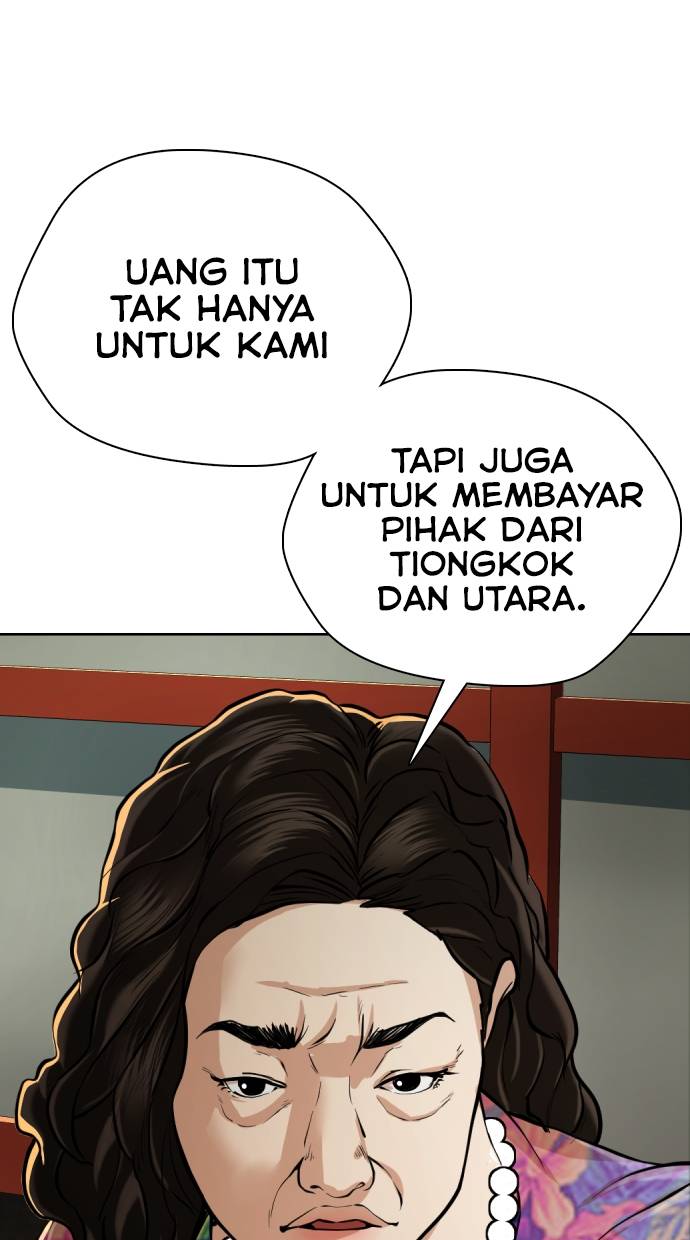 UANG ITU
TAK HANYA
UNTUK KAMI
TAPI JUGA
UNTUK MEMBAYAR
PIHAK DARI
TIONGKOK
DAN UTARA.